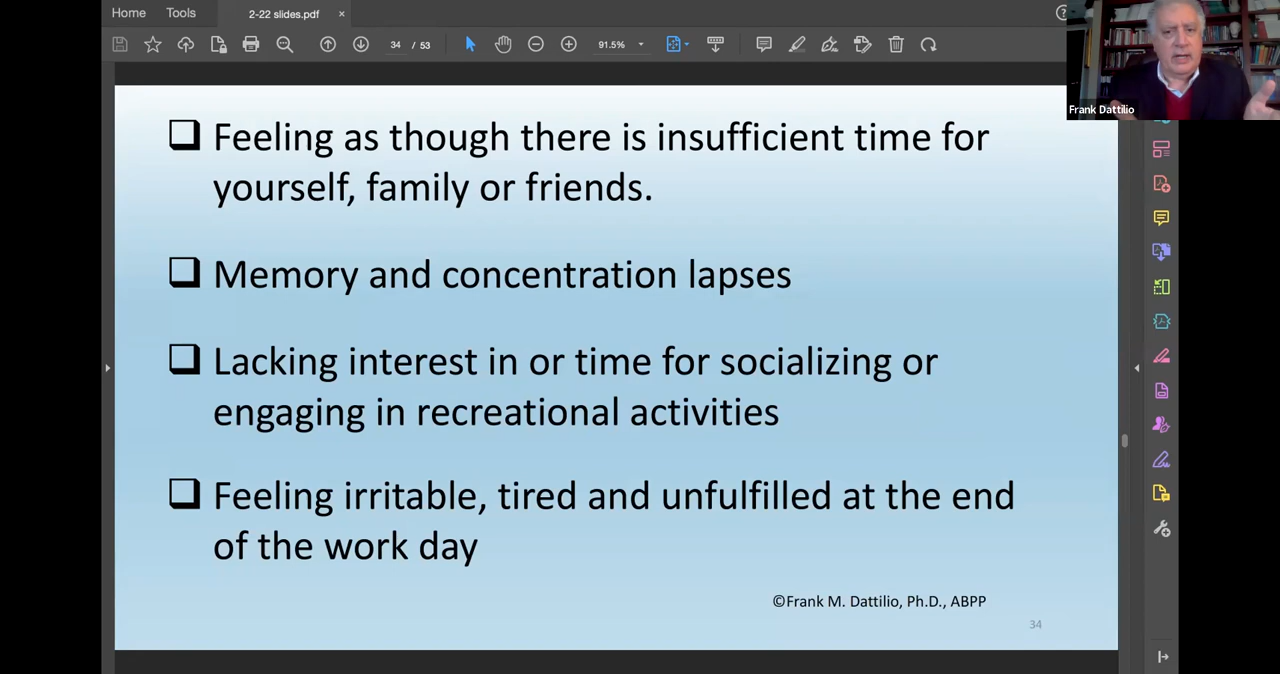 Home Tools 2-22 slides.pdf ×
34 / 53 91.5%
Frank Dattilio
❑ Feeling as though there is insufficient time for
yourself, family or friends.
❑ Memory and concentration lapses
❑ Lacking interest in or time for socializing or
engaging in recreational activities
❑ Feeling irritable, tired and unfulfilled at the end
of the work day
©Frank M. Dattilio, Ph.D., ABPP
34